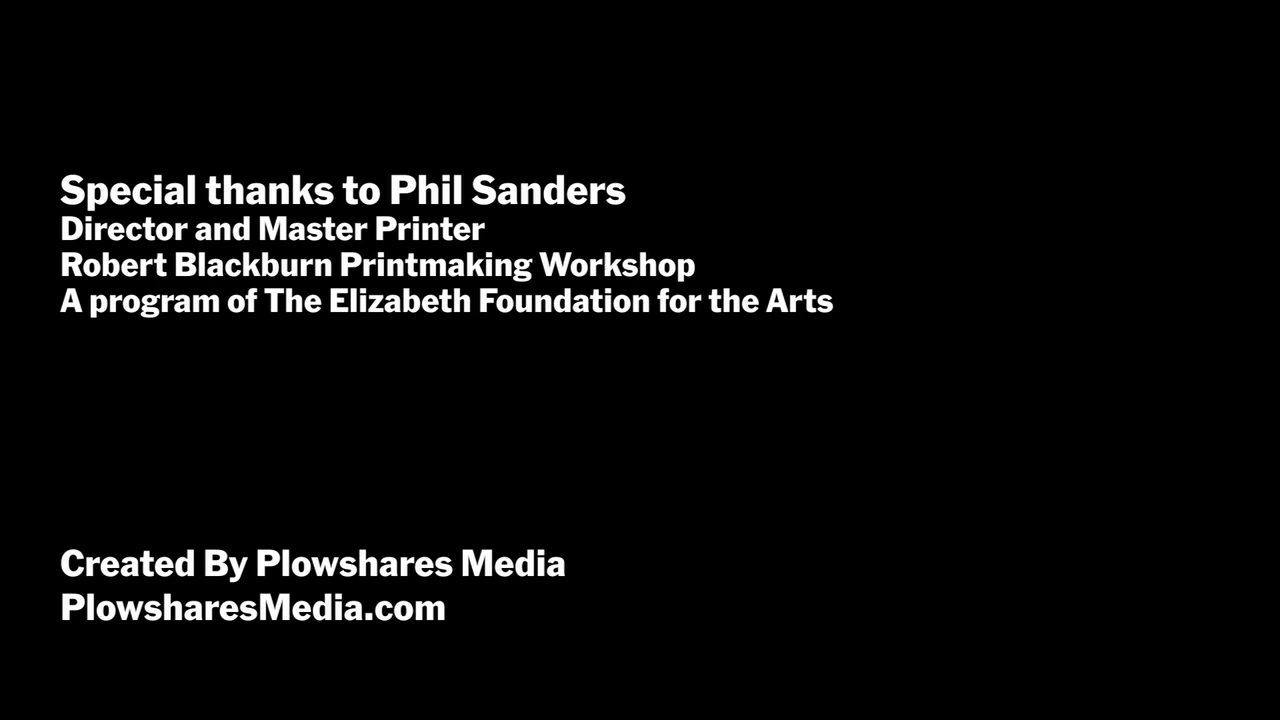 Special thanks to Phil Sanders
Director and Master Printer
Robert Blackburn Printmaking Workshop
A program of The Elizabeth Foundation for the Arts
Created By Plowshares Media
PlowsharesMedia.com